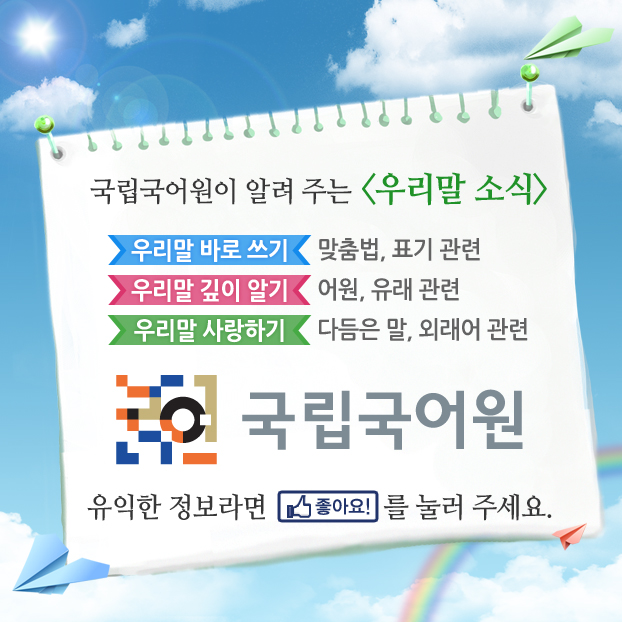 국립국어원이 알려 주는 〈우리말 소식〉
우리말 바로 쓰기 맞춤법, 표기 관련
우리말 깊이 알기 어원, 유래 관련
우리말 사랑하기 다듬은 말, 외래어 관련
국립국어원
유익한 정보라면 좋아요! 를 눌러 주세요.